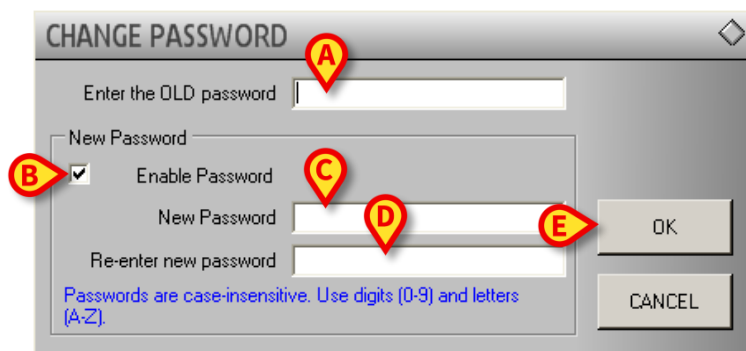 CHANGE PASSWORD
A
Enter the OLD password
New Password
B
Enable Password
C
New Password
D
E
OK
Re-enter new password
Passwords are case-insensitive. Use digits (0-9) and letters
(A-Z).
CANCEL